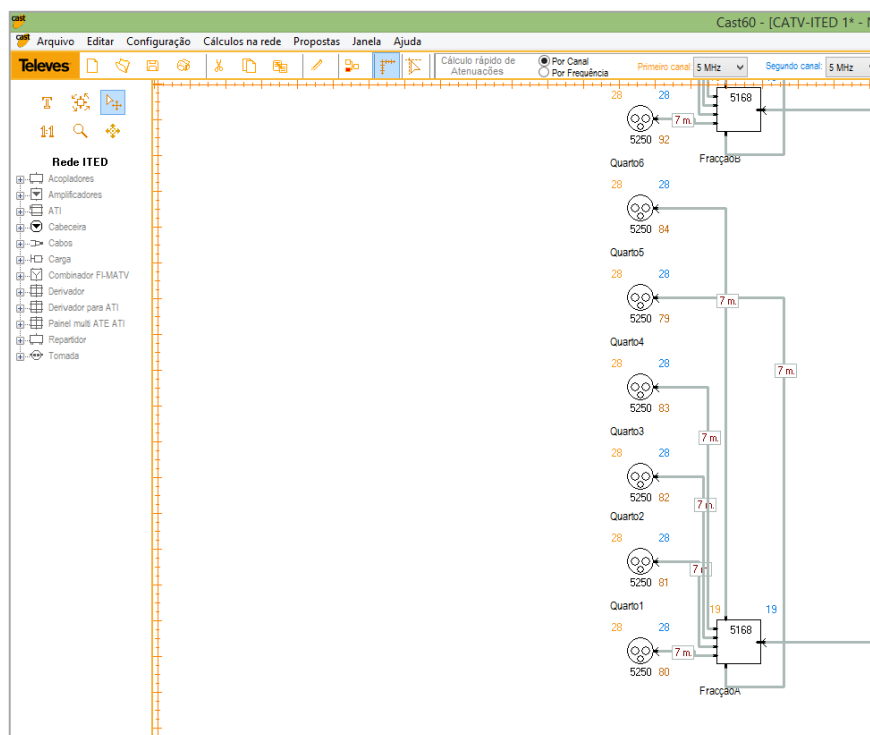 cast
Cast60 - [CATV-ITED 1* -
cast
Arquivo Editar Configuração Cálculos na rede Propostas Janela Ajuda
Televes
Cálculo rápido de
Atenuacões
Por Canal
Por Frequência
Primeiro canal 5 MHz
Segundo canal: 5 MHz
T
1:1
Rede ITED
Acopladores
Amplificadores
ATI
Cabeceira
Cabos
Carga
Combinador FI-MATV
Derivador
Derivador para ATI
Painel multi ATE ATI
Repartidor
Tomada
28 28
5168
7 m.
5250 92
Quarto6
FracçãoB
28 28
5250 84
Quarto5
28 28
7 m.
5250 79
Quarto4
28 28
7 m.
5250 83
Quarto3
7 m.
28 28
5250 82
7 m.
Quarto2
28 28
7 m.
5250 81
Quarto1
19 19
28 28
5168
7 m.
5250 80
FracçãoA